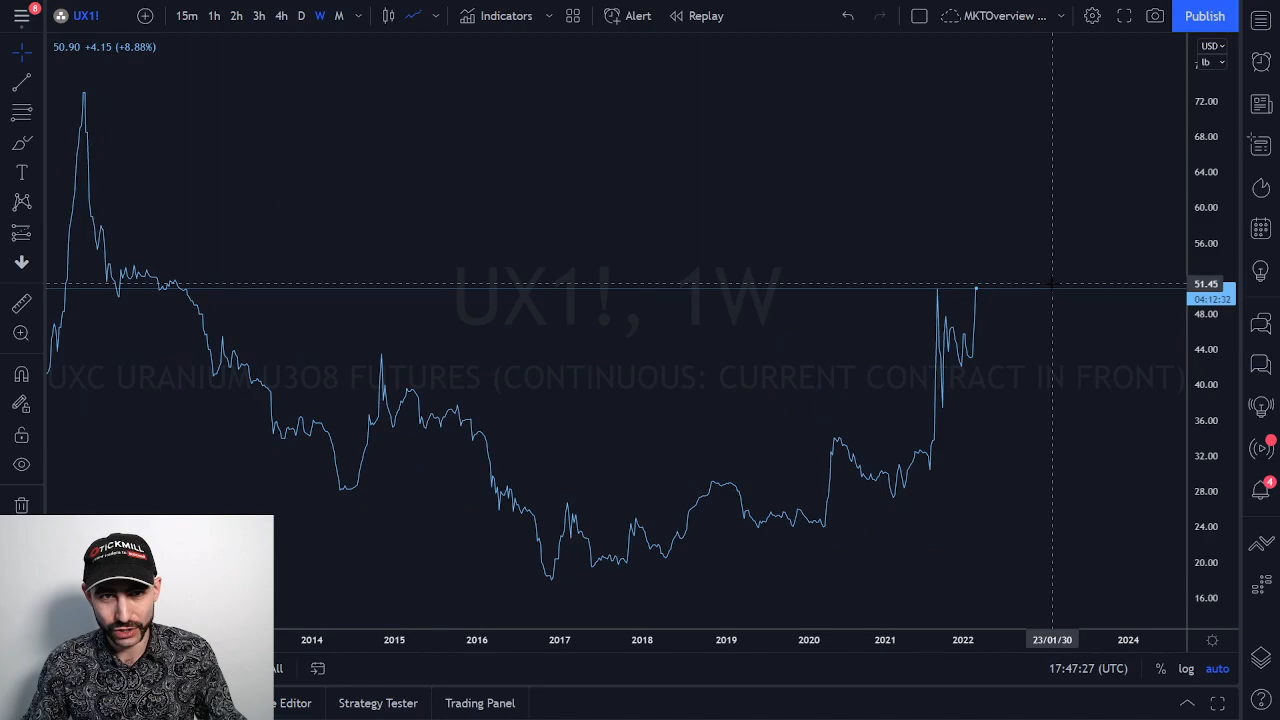 8
UX1!
15m 1h 2h 3h 4h D W M
Indicators
Alert
Replay
MKTOverview ...
Publish
50.90 +4.15 (+8.88%)
USD
lb
72.00
68.00
64.00
60.00
56.00
51.45
04:12:32
48.00
44.00
40.00
36.00
32.00
28.00
24.00
20.00
16.00
UX1!, 1W
UXC URANIUM U3O8 FUTURES (CONTINUOUS: CURRENT CONTRACT IN FRONT)
4
TICKMILL
2014 2015 2016 2017 2018 2019 2020 2021 2022 23/01/30 2024
All
17:47:27 (UTC) % log auto
e Editor Strategy Tester Trading Panel